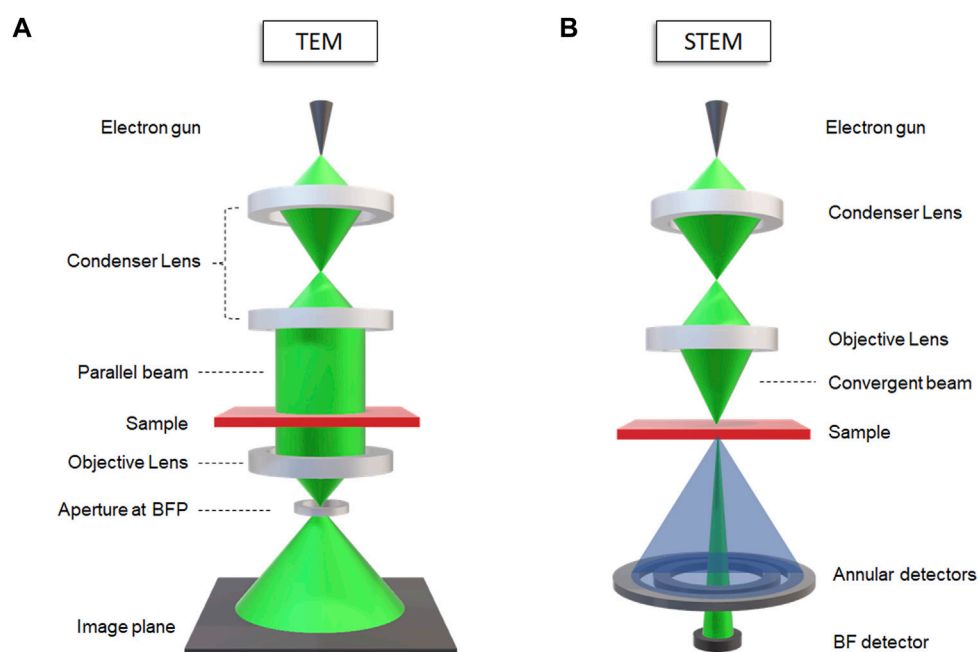 A
TEM
Electron gun
Condenser Lens
Parallel beam
Sample
Objective Lens
Aperture at BFP
Image plane
B
STEM
Electron gun
Condenser Lens
Objective Lens
Convergent beam
Sample
Annular detectors
BF detector